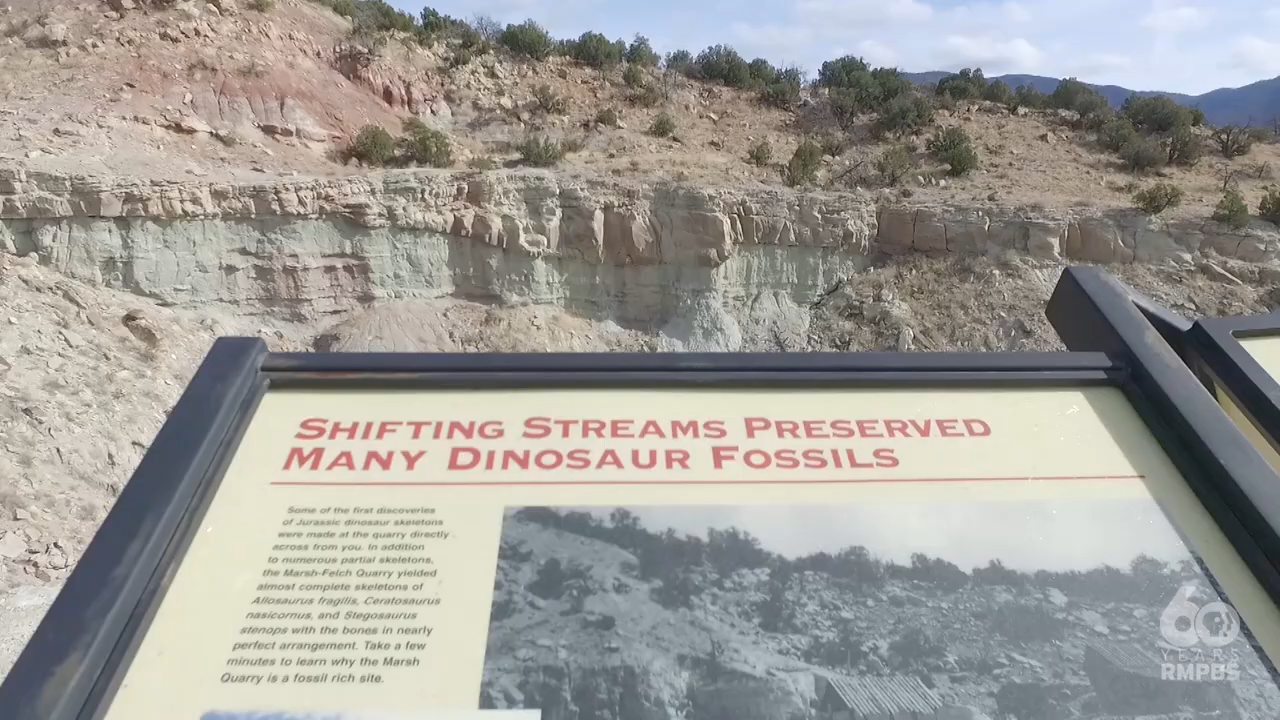 SHIFTING STREAMS PRESERVED
MANY DINOSAUR FOSSILS
Some of the first discoveries
of Jurassic dinosaur skeletons
were made at the quarry directly
across from you. In addition
to numerous partial skeletons,
the Marsh-Felch Quarry yielded
almost complete skeletons of
Allosaurus fragilis, Ceratosaurus
nasicornus, and Stegosaurus
stenops with the bones in nearly
perfect arrangement. Take a few
minutes to learn why the Marsh
Quarry is a fossil rich site.
60
YEARS
RMPBS